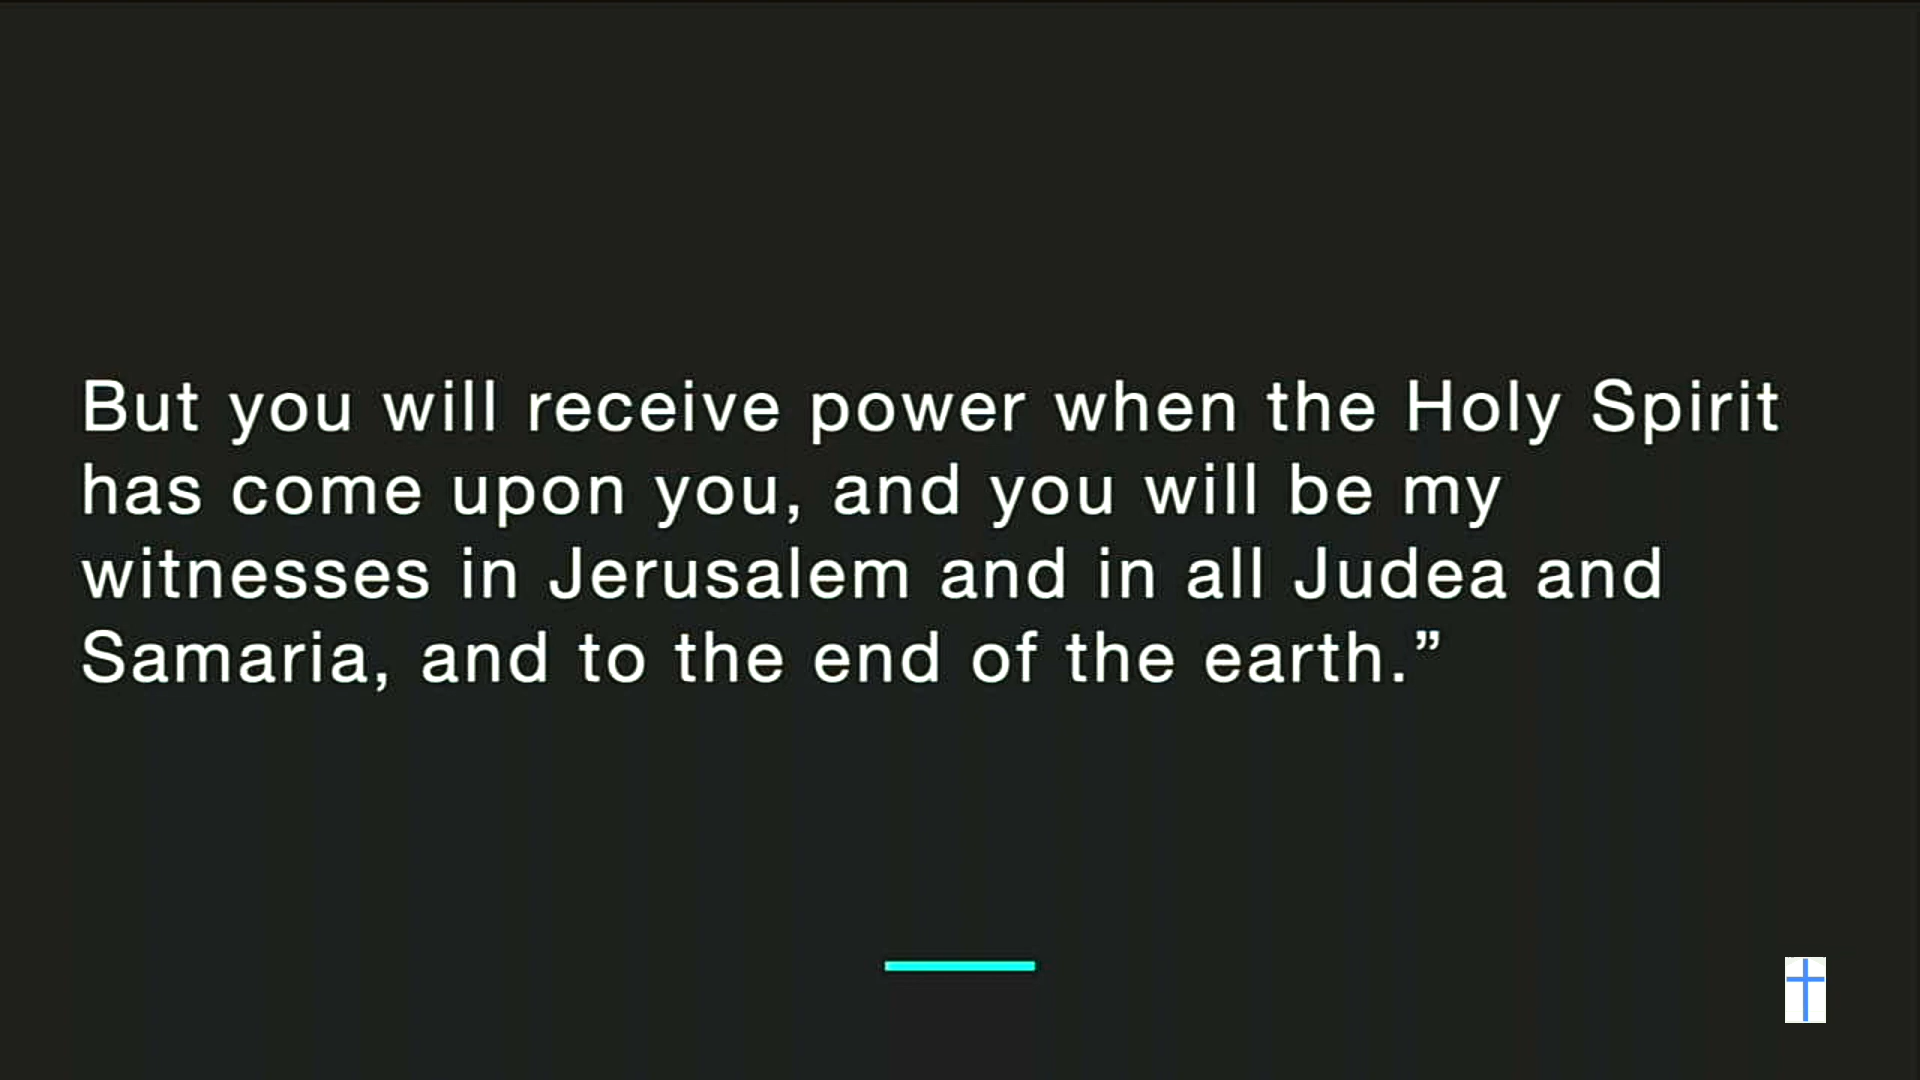 But you will receive power when the Holy Spirit
has come upon you, and you will be my
witnesses in Jerusalem and in all Judea and
Samaria, and to the end of the earth.”